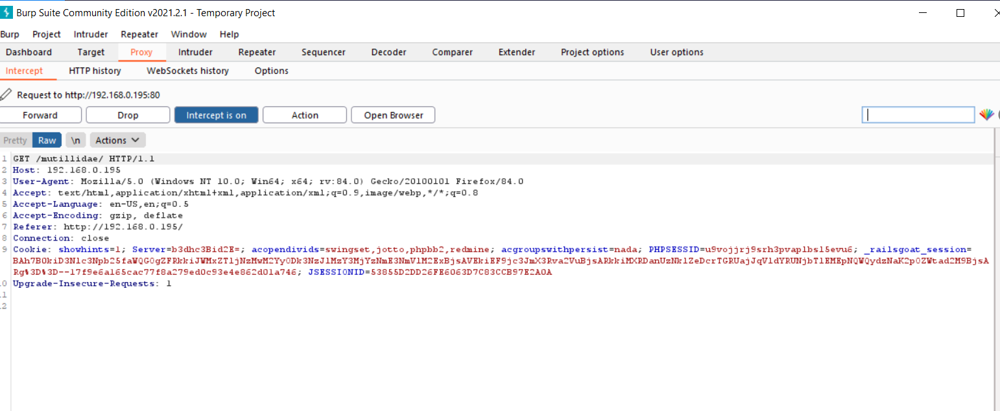 Burp Suite Community Edition v2021.2.1 - Temporary Project
Burp Project Intruder Repeater Window Help
Dashboard Target Proxy Intruder Repeater Sequencer Decoder Comparer Extender Project options User options
Intercept HTTP history WebSockets history Options
Request to http://192.168.0.195:80
Forward Drop Intercept is on Action Open Browser
Pretty Raw \n Actions
1 GET /mutillidae/ HTTP/1.1
2 Host: 192.168.0.195
3 User-Agent: Mozilla/5.0 (Windows NT 10.0; Win64; x64; rv:84.0) Gecko/20100101 Firefox/84.0
4 Accept: text/html,application/xhtml+xml,application/xml;q=0.9,image/webp,*/*;q=0.8
5 Accept-Language: en-US,en;q=0.5
6 Accept-Encoding: gzip, deflate
7 Referer: http://192.168.0.195/
8 Connection: close
9 Cookie: showhints=1; Server=b3dhc3Bid2E=; acopendivids=swingset,jotto,phpbb2,redmine; acgroupswithpersist=nada; PHPSESSID=u9vojjrj9srh3pvaplbsl5evu6; _railsgoat_session=
Rg%3D%3D--17f9e6a165cac77f8a279ed0c93e4e862d01a746; JSESSIONID=53855D2DD26FE6063D7C83CCB97E2A0A
10 Upgrade-Insecure-Requests: 1
11
12